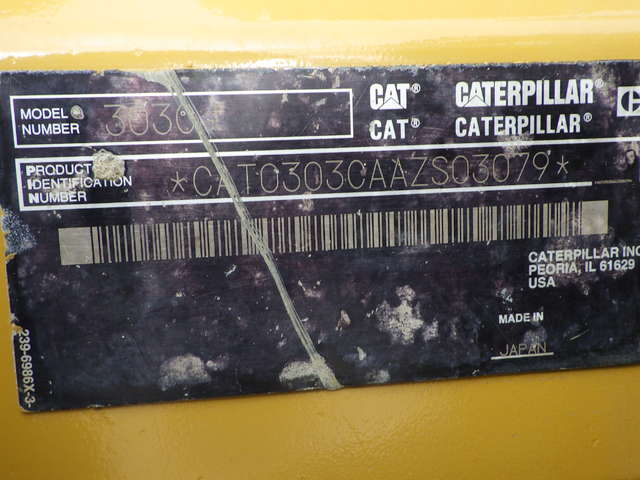 MODEL
NUMBER
303C
CAT®
CATERPILLAR®
CAT®
CATERPILLAR®
PRODUCT
IDENTIFICATION
NUMBER
*CAT0303CAAZS03079*
CATERPILLAR INC
PEORIA, IL 61629
USA
MADE IN
JAPAN
239-6986X-3